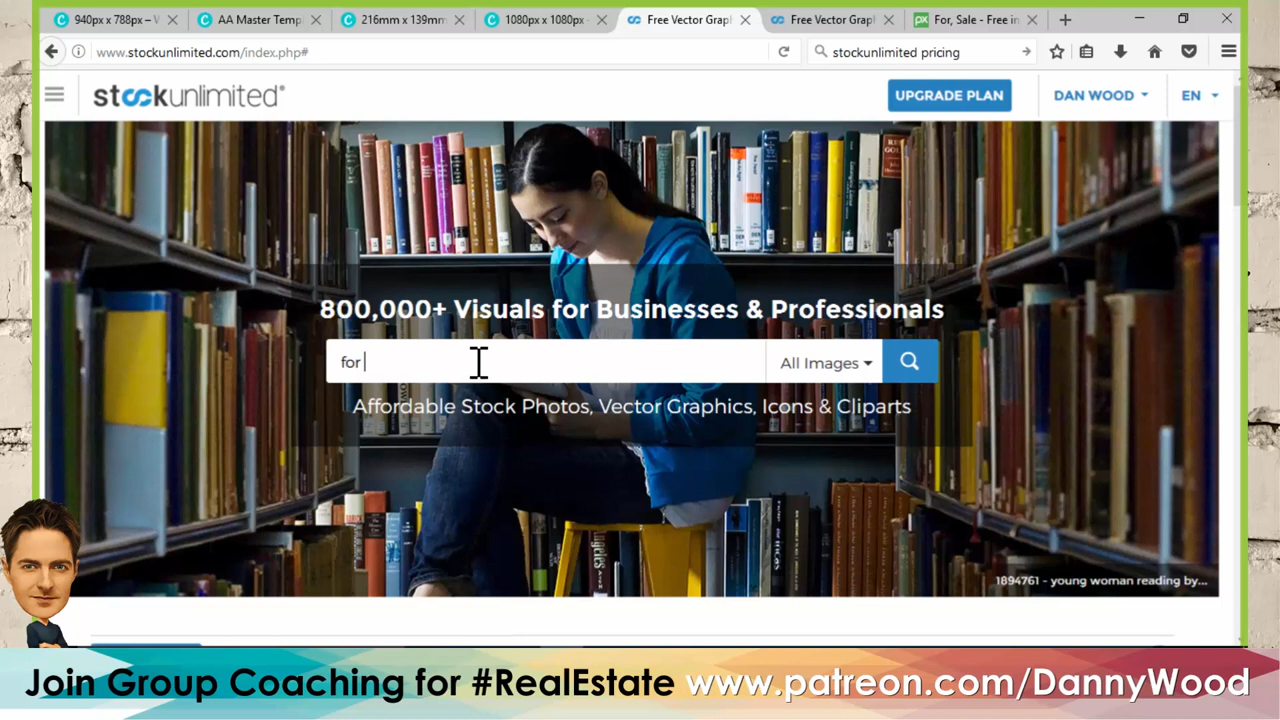 940px x 788px – V
AA Master Temp
216mm x 139mm
1080px x 1080px -
Free Vector Grap
Free Vector Grap
For, Sale - Free in
www.stockunlimited.com/index.php#
stockunlimited pricing
stockunlimited®
UPGRADE PLAN
DAN WOOD
EN
800,000+ Visuals for Businesses & Professionals
for
All Images
Affordable Stock Photos, Vector Graphics, Icons & Cliparts
1894761 - young woman reading by...
Join Group Coaching for #RealEstate www.patreon.com/DannyWood